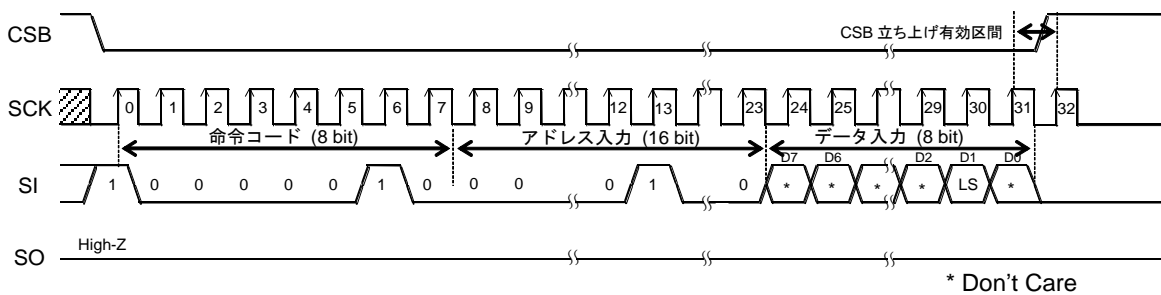 CSB
CSB 立ち上げ有効区間
SCK
0 1 2 3 4 5 6 7 8 9 12 13 23 24 25 29 30 31 32
命令コード (8 bit) アドレス入力 (16 bit) データ入力 (8 bit)
D7 D6 D2 D1 D0
SI
1 0 0 0 0 0 1 0 0 0 0 1 0 * * * * LS *
High-Z
SO
* Don't Care